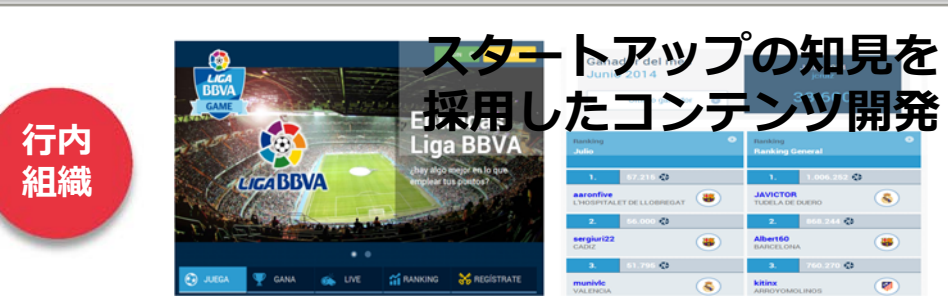 行内
組織
スタートアップの知見を
採用したコンテンツ開発
LIGA
BBVA
GAME
LIGA BBVA
Liga BBVA
¿hay algo mejor en lo que
emplear tus puntos?
JUEGA
GANA
LIVE
RANKING
REGÍSTRATE
Ganador del mes
Junio 2014
Ranking
Julio
1. 67.216
aaronfive
L'HOSPITALET DE LLOBREGAT
2. 56.000
sergiuri22
CADIZ
3. 51.796
munivlc
VALENCIA
Ranking
Ranking General
1. 1.006.252
JAVICTOR
TUDELA DE DUERO
2. 868.244
Albert60
BARCELONA
3. 760.270
kitinx
ARROYOMOLINOS